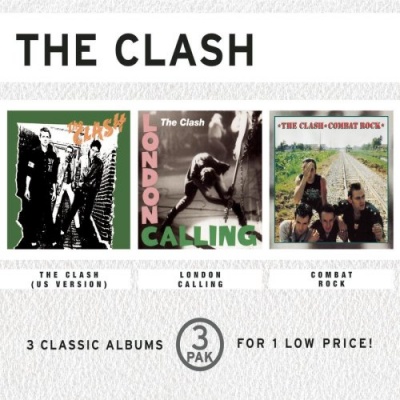 THE CLASH
THE CLASH
LONDON
The Clash
CALLING
•THE CLASH•COMBAT ROCK•
THE CLASH
(US VERSION)
LONDON
CALLING
COMBAT
ROCK
3 CLASSIC ALBUMS
3
PAK
FOR 1 LOW PRICE!